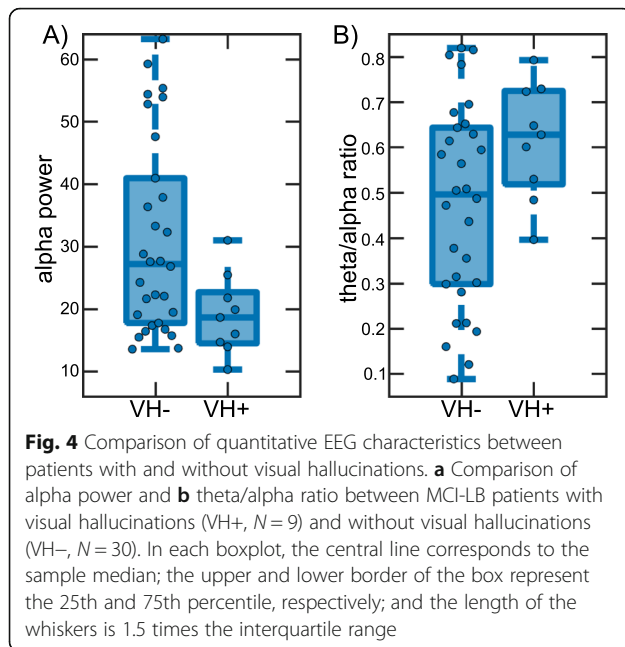 A)
B)
60
50
40
30
20
10
alpha power
VH-
VH+
0.8
0.7
0.6
0.5
0.4
0.3
0.2
0.1
theta/alpha ratio
VH-
VH+
Fig. 4 Comparison of quantitative EEG characteristics between
patients with and without visual hallucinations. a Comparison of
alpha power and b theta/alpha ratio between MCI-LB patients with
visual hallucinations (VH+, N = 9) and without visual hallucinations
(VH−, N = 30). In each boxplot, the central line corresponds to the
sample median; the upper and lower border of the box represent
the 25th and 75th percentile, respectively; and the length of the
whiskers is 1.5 times the interquartile range